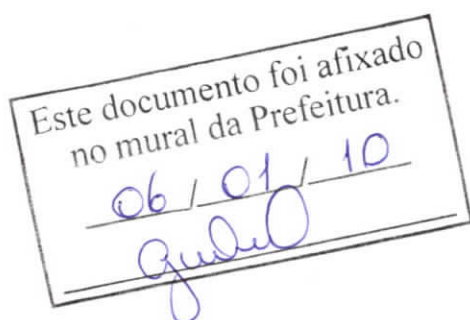 Este documento foi afixado
no mural da Prefeitura.
06 / 01 / 10